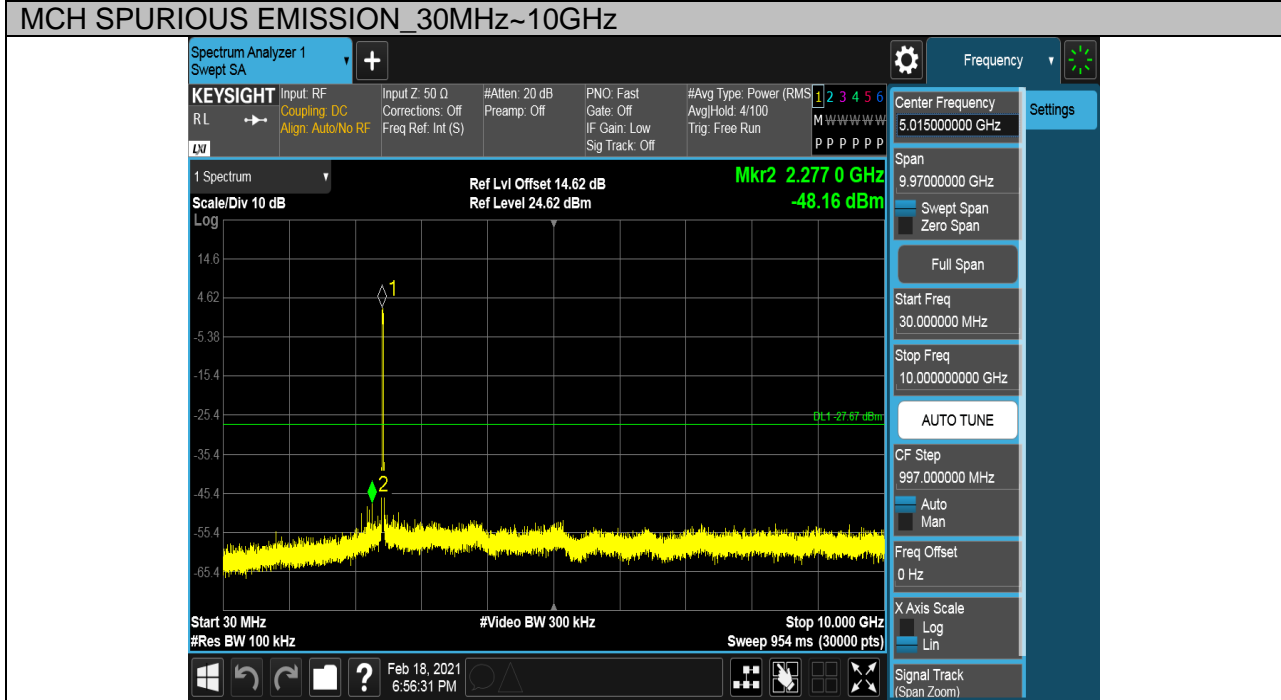 MCH SPURIOUS EMISSION_30MHz~10GHz
Spectrum Analyzer 1
Swept SA
+
Frequency
KEYSIGHT
RL
LXI
Input: RF
Coupling: DC
Align: Auto/No RF
Input Z: 50 Ω
Corrections: Off
Freq Ref: Int (S)
#Atten: 20 dB
Preamp: Off
PNO: Fast
Gate: Off
IF Gain: Low
Sig Track: Off
#Avg Type: Power (RMS
Avg|Hold: 4/100
Trig: Free Run
1 2 3 4 5 6
M W W W W W
P P P P P P
Center Frequency
5.015000000 GHz
Settings
1 Spectrum
Scale/Div 10 dB
Ref Lvl Offset 14.62 dB
Ref Level 24.62 dBm
Mkr2 2.277 0 GHz
-48.16 dBm
Log
14.6
4.62
-5.38
-15.4
-25.4
-35.4
-45.4
-55.4
-65.4
1
2
DL1 -27.67 dBm
Start 30 MHz
#Res BW 100 kHz
#Video BW 300 kHz
Stop 10.000 GHz
Sweep 954 ms (30000 pts)
Span
9.97000000 GHz
Swept Span
Zero Span
Full Span
Start Freq
30.000000 MHz
Stop Freq
10.000000000 GHz
AUTO TUNE
CF Step
997.000000 MHz
Auto
Man
Freq Offset
0 Hz
X Axis Scale
Log
Lin
Signal Track
(Span Zoom)
?
Feb 18, 2021
6:56:31 PM